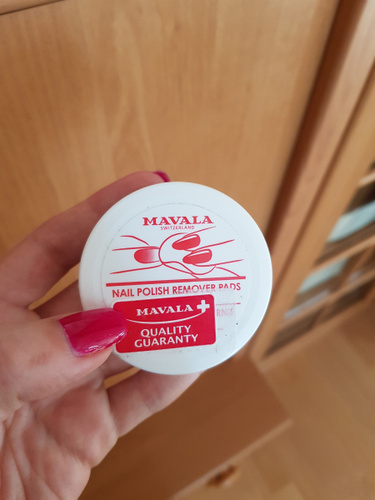 MAVALA
SWITZERLAND
NAIL POLISH REMOVER PADS
MAVALA
QUALITY
GUARANTY